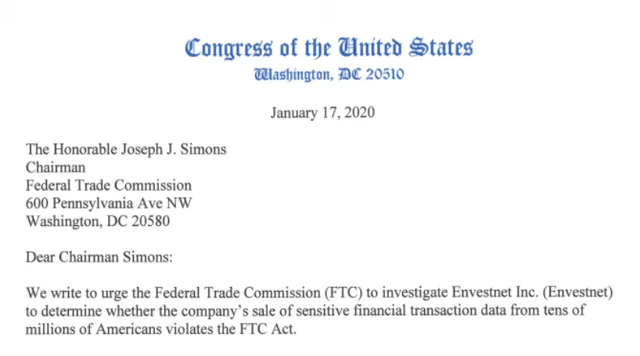 Congress of the United States
Washington, DC 20510
January 17, 2020
The Honorable Joseph J. Simons
Chairman
Federal Trade Commission
600 Pennsylvania Ave NW
Washington, DC 20580
Dear Chairman Simons:
We write to urge the Federal Trade Commission (FTC) to investigate Envestnet Inc. (Envestnet)
to determine whether the company's sale of sensitive financial transaction data from tens of
millions of Americans violates the FTC Act.